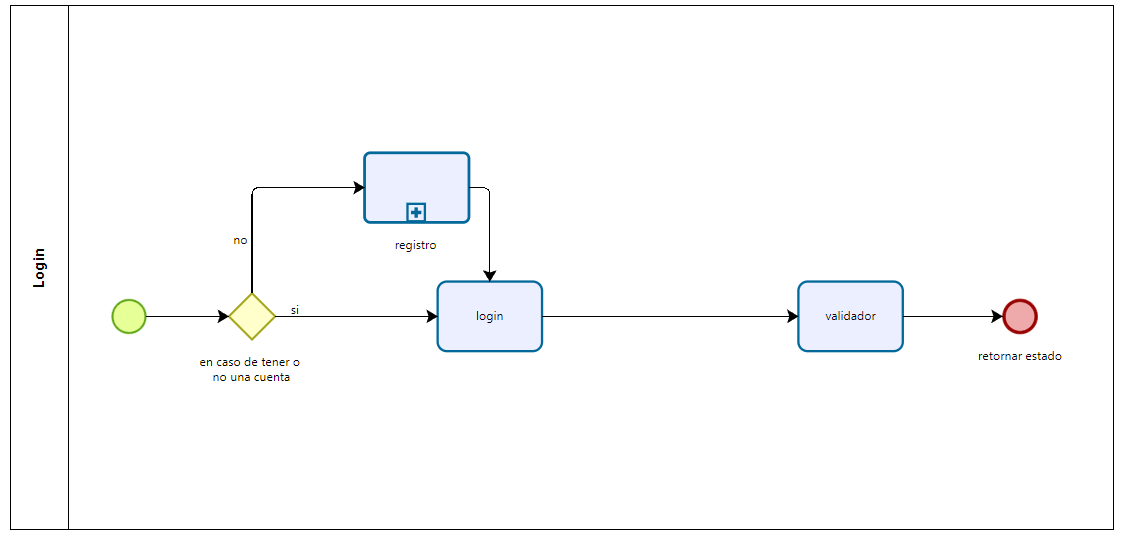 Login
no
registro
si
login
validador
en caso de tener o
no una cuenta
retornar estado